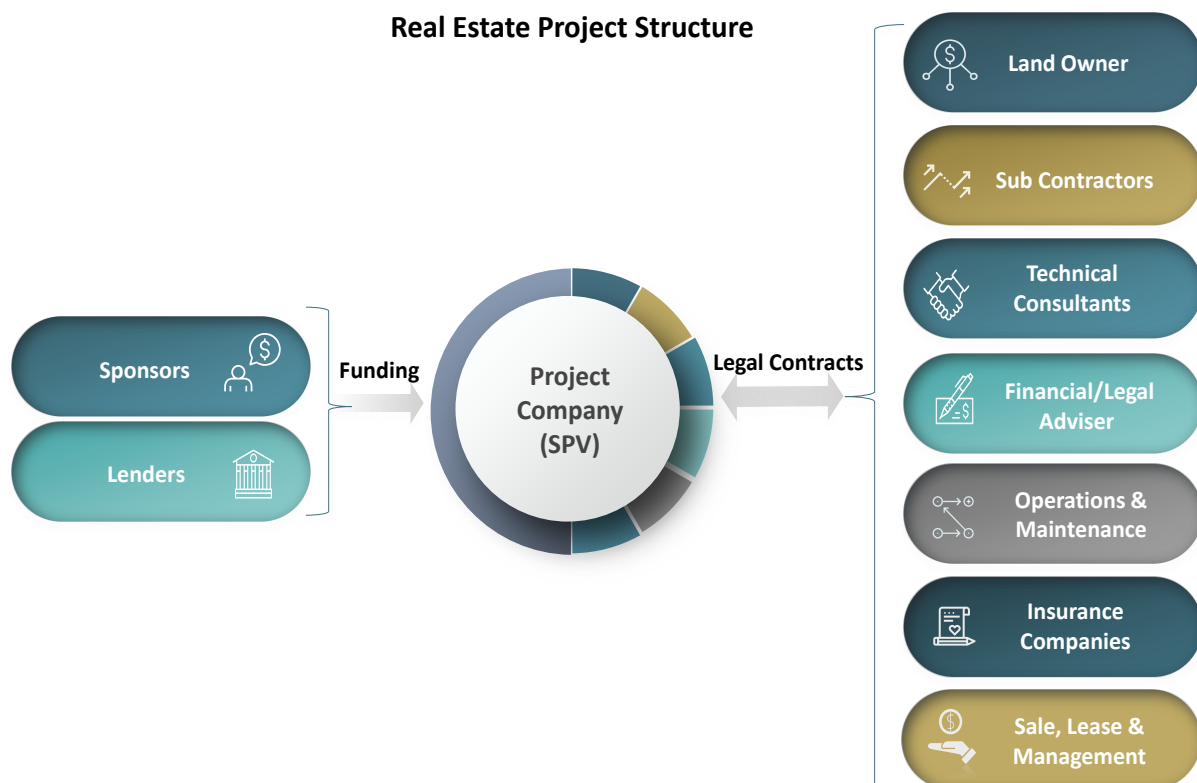 Real Estate Project Structure
Sponsors
Lenders
Funding
Project
Company
(SPV)
Legal Contracts
Land Owner
Sub Contractors
Technical
Consultants
Financial/Legal
Adviser
Operations &
Maintenance
Insurance
Companies
Sale, Lease &
Management